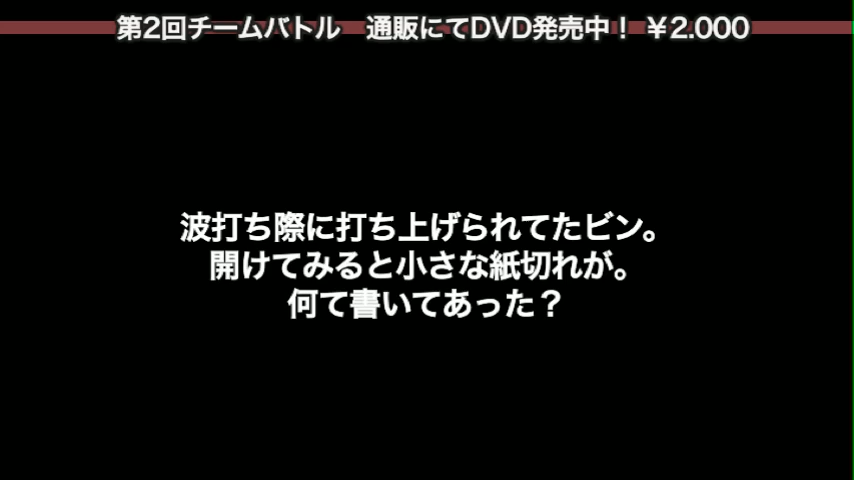 第2回チームバトル　通販にてDVD発売中！ ￥2.000
波打ち際に打ち上げられてたビン。
開けてみると小さな紙切れが。
何て書いてあった？